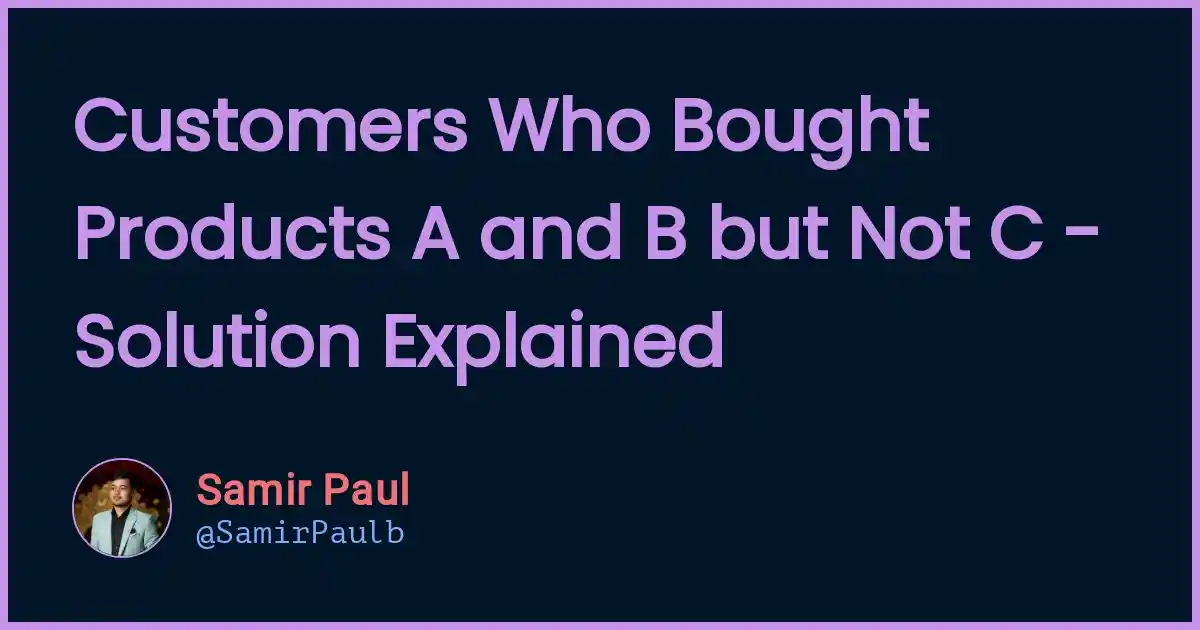 Customers Who Bought
Products A and B but Not C -
Solution Explained
Samir Paul
@SamirPaulb